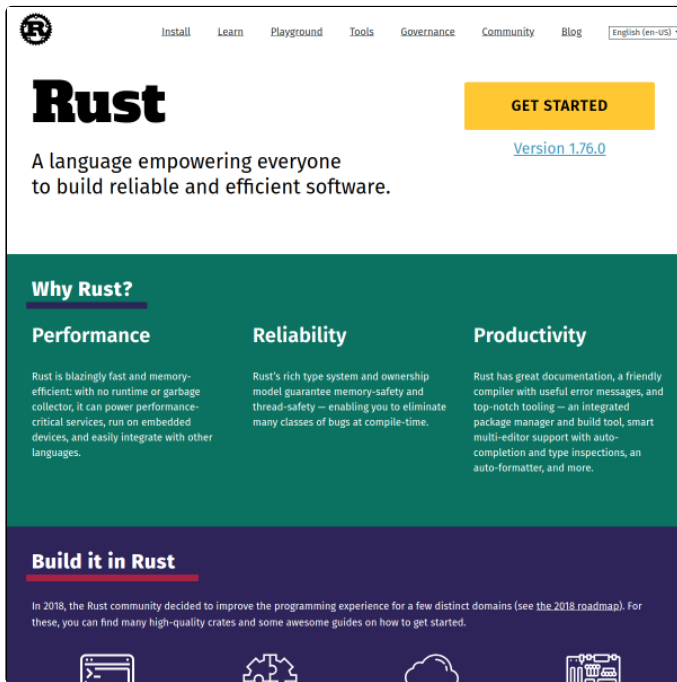 R
Install Learn Playground Tools Governance Community Blog English (en-US)
Rust
GET STARTED
Version 1.76.0
A language empowering everyone
to build reliable and efficient software.
Why Rust?
Performance
Rust is blazingly fast and memory-
efficient: with no runtime or garbage
collector, it can power performance-
critical services, run on embedded
devices, and easily integrate with other
languages.
Reliability
Rust’s rich type system and ownership
model guarantee memory-safety and
thread-safety — enabling you to eliminate
many classes of bugs at compile-time.
Productivity
Rust has great documentation, a friendly
compiler with useful error messages, and
top-notch tooling — an integrated
package manager and build tool, smart
multi-editor support with auto-
completion and type inspections, an
auto-formatter, and more.
Build it in Rust
In 2018, the Rust community decided to improve the programming experience for a few distinct domains (see the 2018 roadmap). For
these, you can find many high-quality crates and some awesome guides on how to get started.